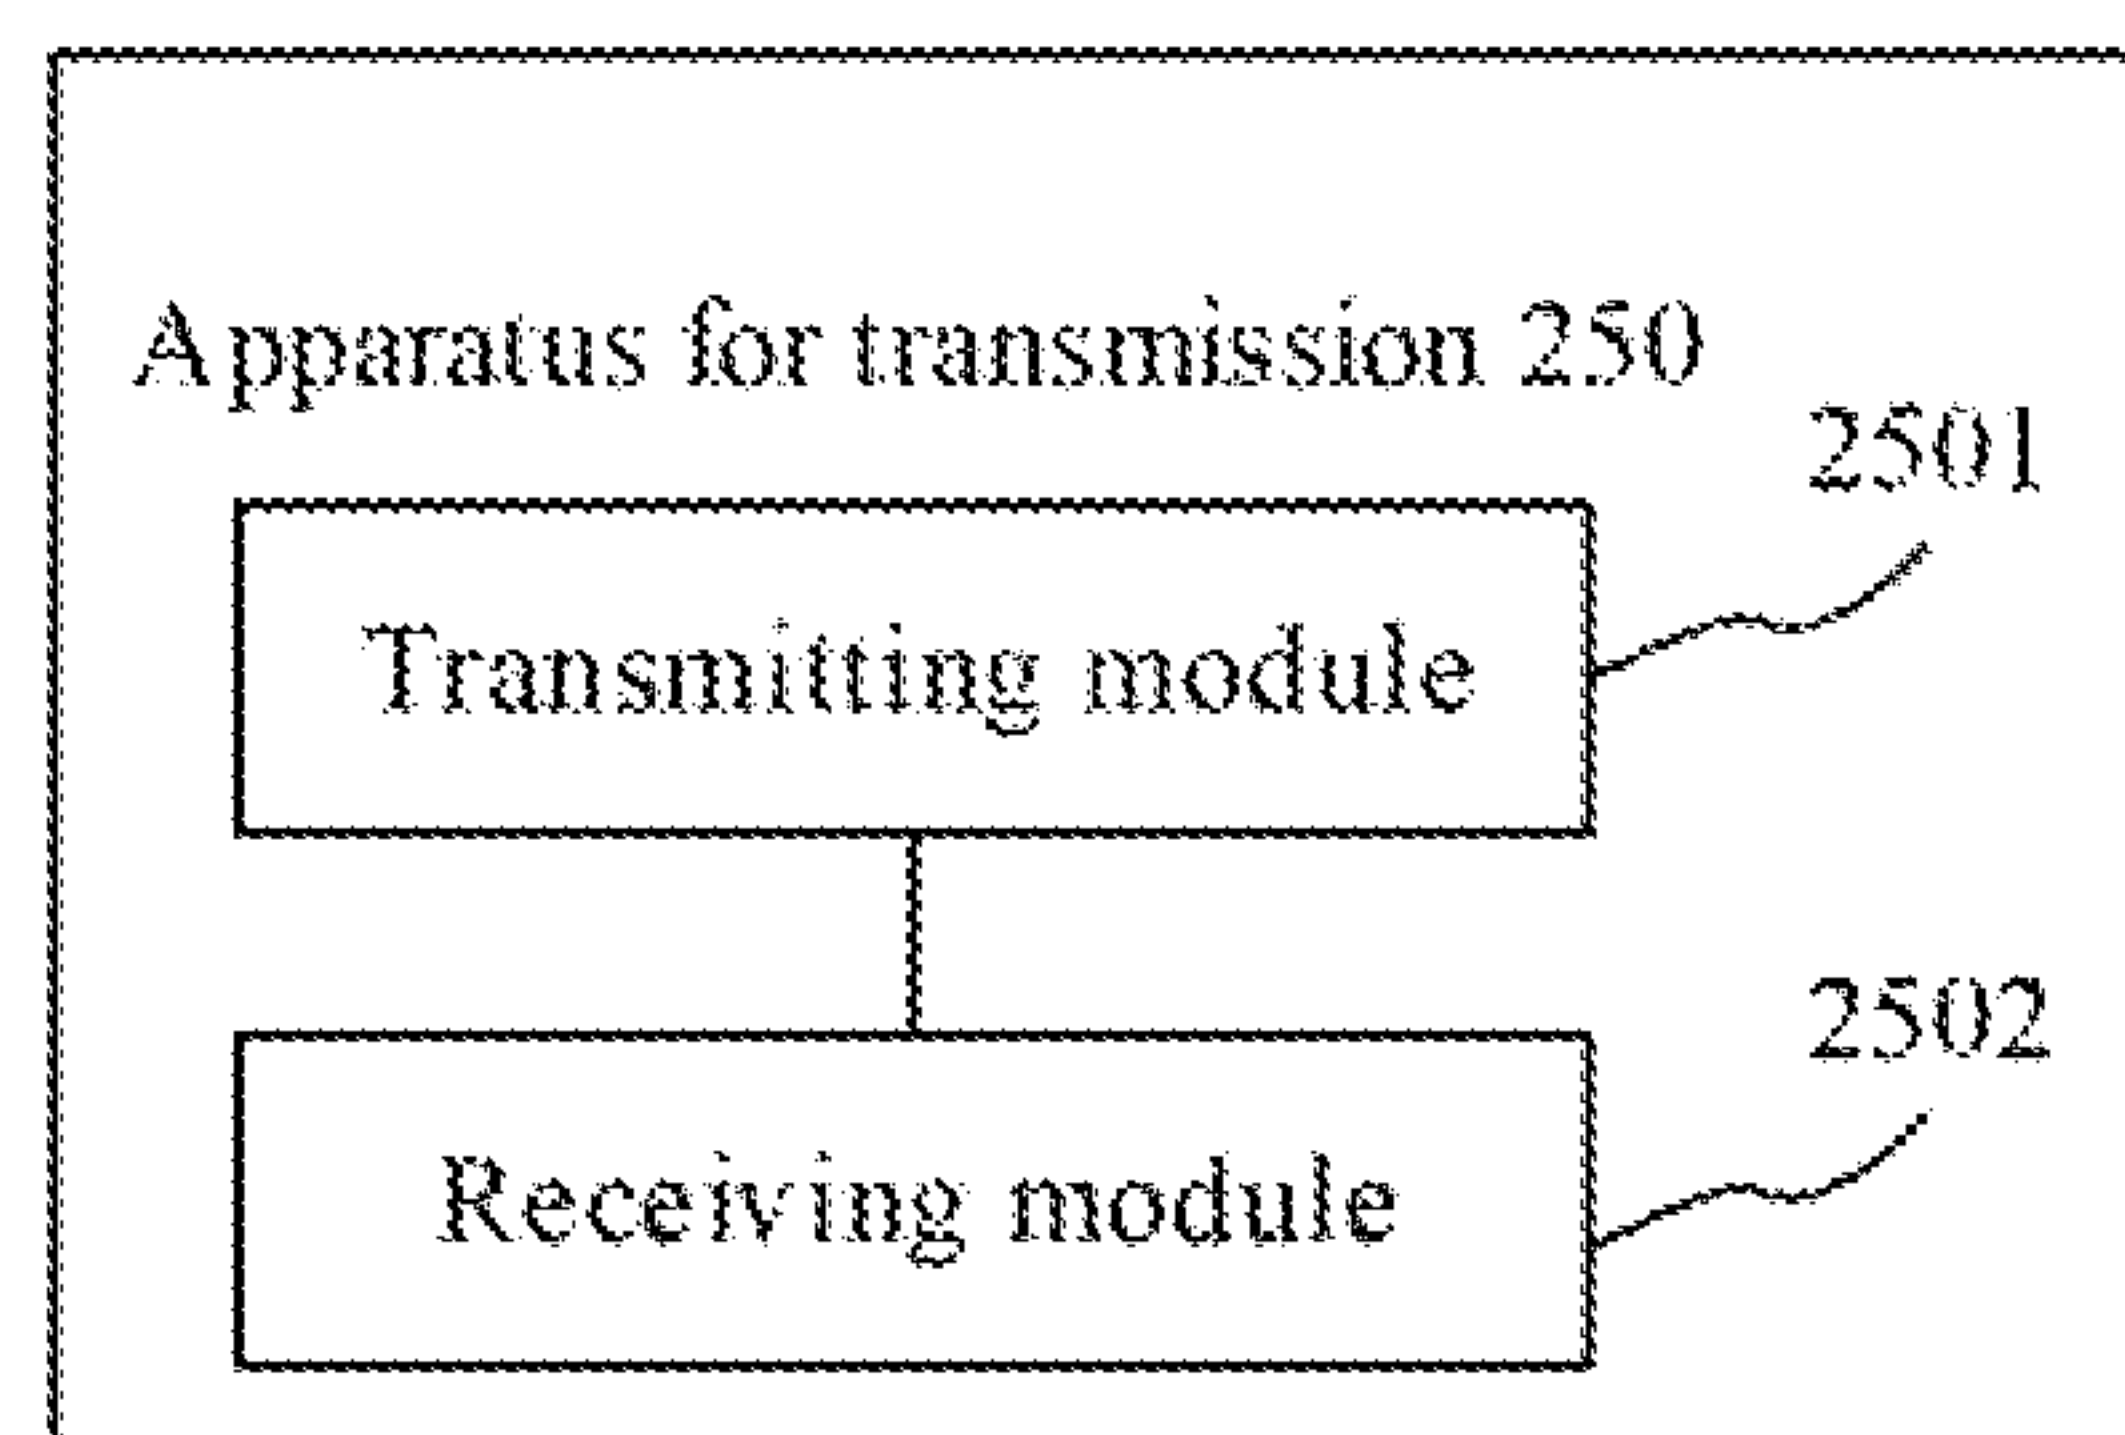 Apparatus for transmission 250
2501
Transmitting module
2502
Receiving module